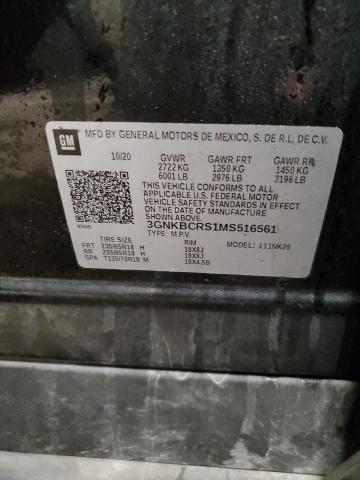 GM
MFD BY GENERAL MOTORS DE MEXICO, S. DE R.L, DE C.V.
10/20 GVWR GAWR FRT GAWR RR
2722 KG 1350 KG 1450 KG
6001 LB 2976 LB 3196 LB
THIS VEHICLE CONFORMS TO ALL APPLICABLE
U.S. FEDERAL MOTOR
VEHICLE SAFETY STANDARDS IN EFFECT ON THE
DATE OF MANUFACTURE SHOWN ABOVE.
3GNKBCRS1MS516561
TYPE: M.P.V. MODEL: 111NK26
TIRE SIZE RIM
FRT 235/65R18 H 18X8J
RR 235/65R18 H 18X8J
SPA T135/70R18 M 18X4.5B